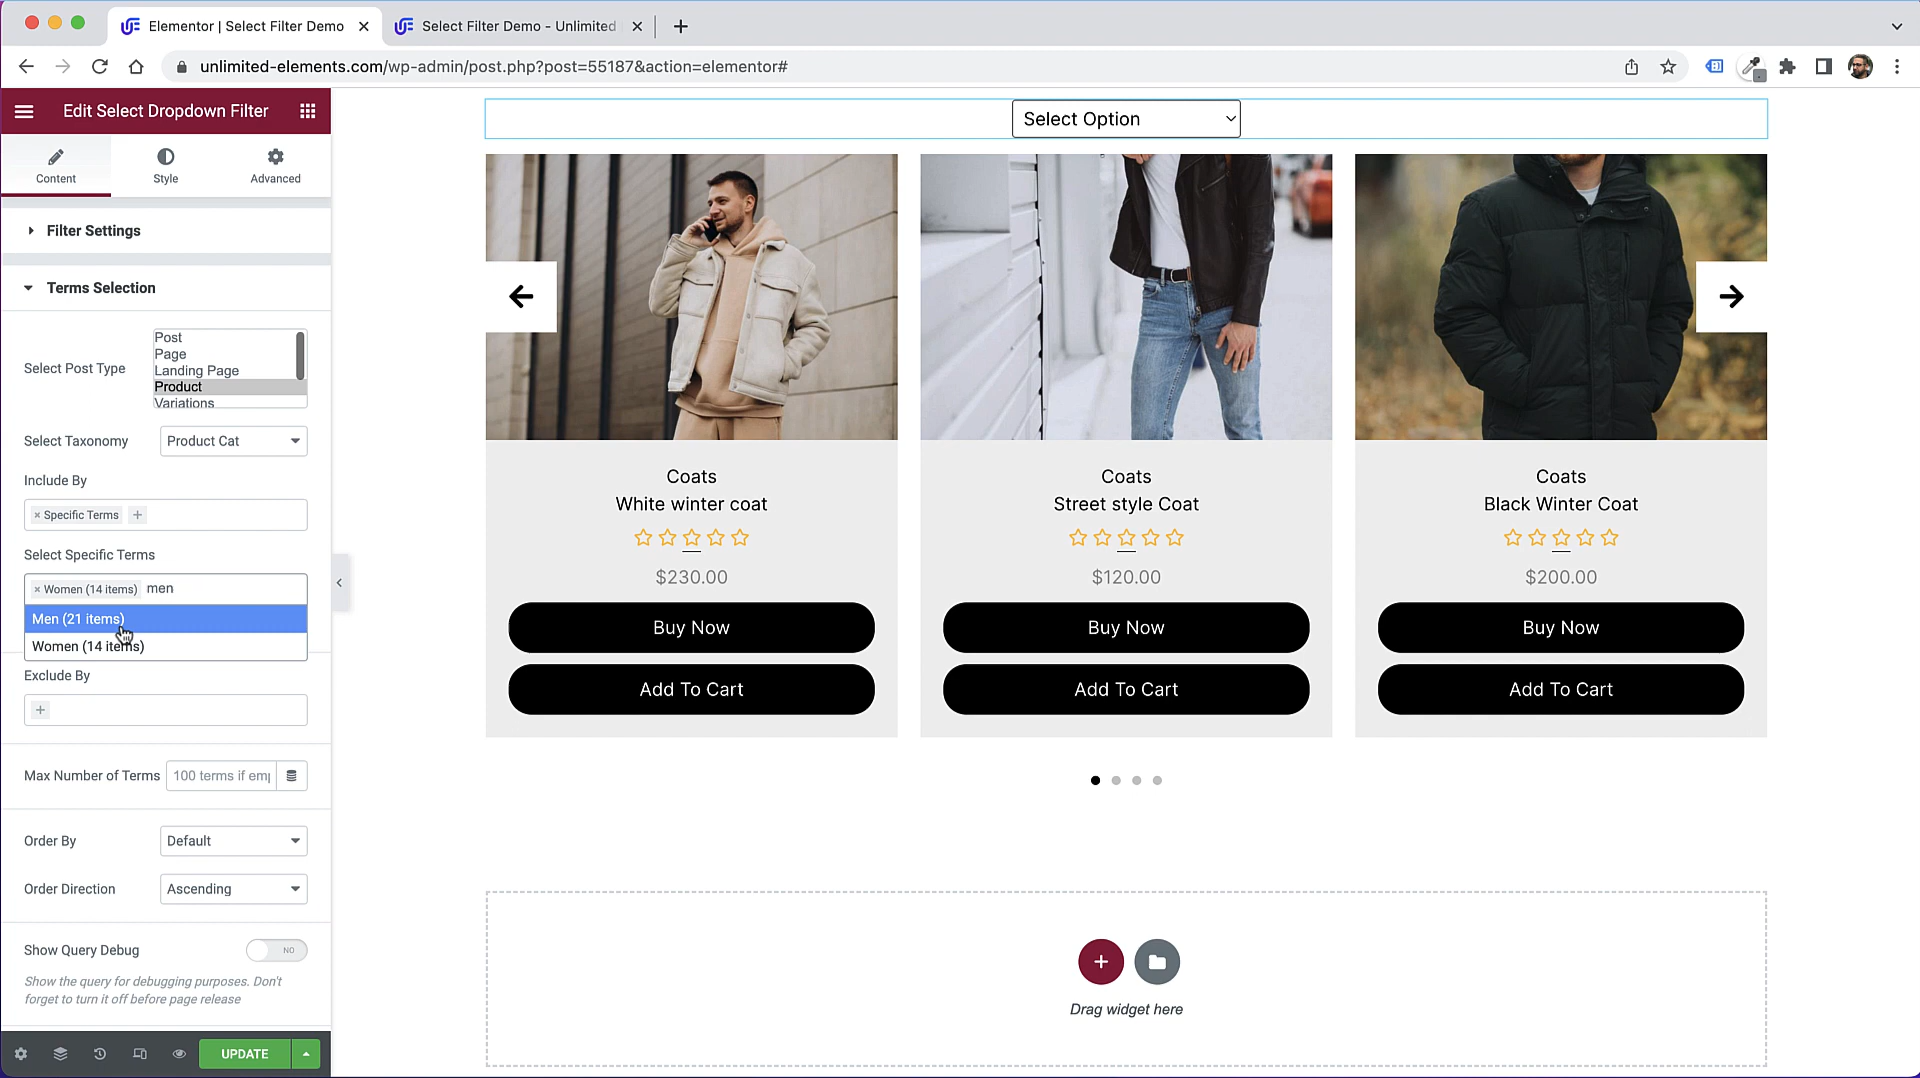 Elementor | Select Filter Demo
Select Filter Demo - Unlimited
unlimited-elements.com/wp-admin/post.php?post=55187&action=elementor#
Edit Select Dropdown Filter
Content
Style
Advanced
Filter Settings
Terms Selection
Select Post Type
Post
Page
Landing Page
Product
Variations
Select Taxonomy
Product Cat
Include By
× Specific Terms +
Select Specific Terms
× Women (14 items) men
Men (21 items)
Women (14 items)
Exclude By
+
Max Number of Terms
100 terms if emp
Order By
Default
Order Direction
Ascending
Show Query Debug
NO
Show the query for debugging purposes. Don't
forget to turn it off before page release
UPDATE
Select Option
Coats
White winter coat
$230.00
Buy Now
Add To Cart
Coats
Street style Coat
$120.00
Buy Now
Add To Cart
Coats
Black Winter Coat
$200.00
Buy Now
Add To Cart
Drag widget here